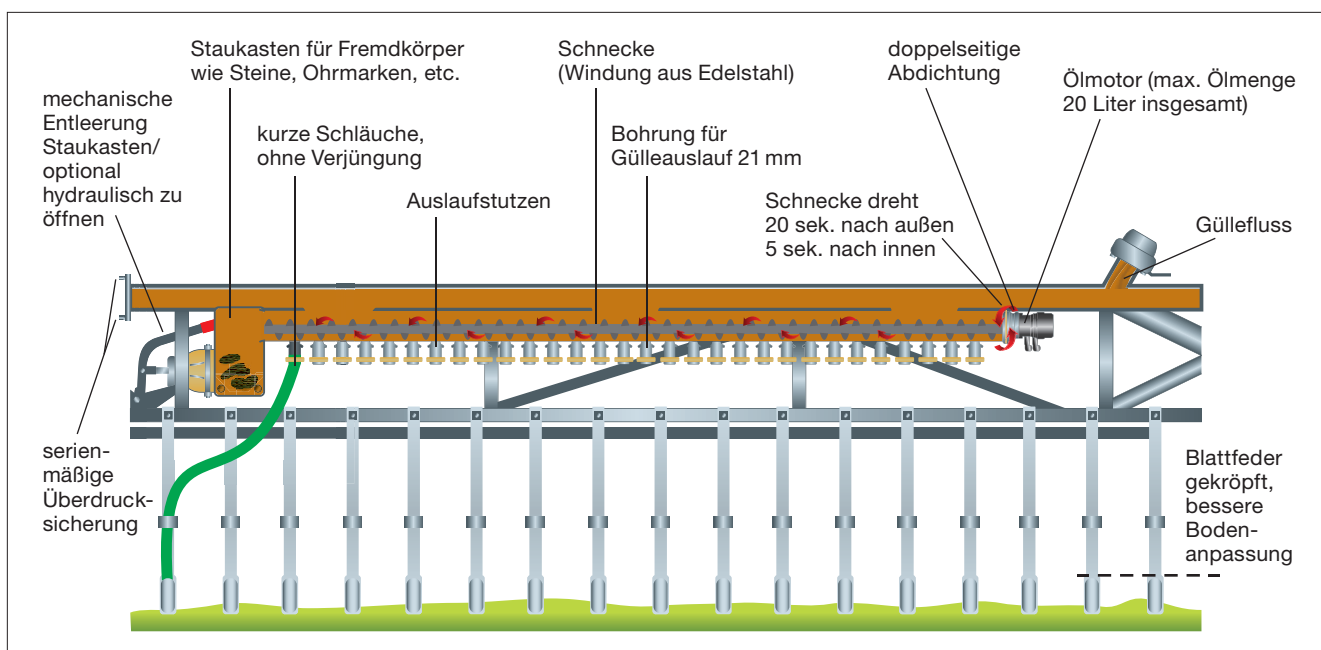 Staukasten für Fremdkörper
wie Steine, Ohrmarken, etc.
Schnecke
(Windung aus Edelstahl)
doppelseitige
Abdichtung
Ölmotor (max. Ölmenge
20 Liter insgesamt)
mechanische
Entleerung
Staukasten/
optional
hydraulisch zu
öffnen
kurze Schläuche,
ohne Verjüngung
Bohrung für
Gülleauslauf 21 mm
Auslaufstutzen
Schnecke dreht
20 sek. nach außen
5 sek. nach innen
Güllefluss
serien-
mäßige
Überdruck-
sicherung
Blattfeder
gekröpft,
bessere
Boden-
anpassung